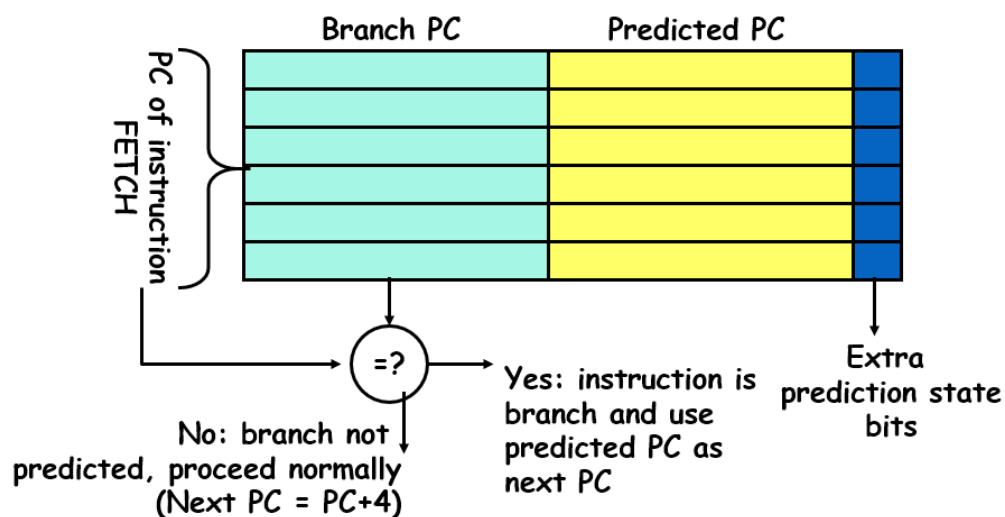 Branch PC
Predicted PC
PC of instruction
FETCH
=?
Yes: instruction is
branch and use
predicted PC as
next PC
Extra
prediction state
bits
No: branch not
predicted, proceed normally
(Next PC = PC+4)